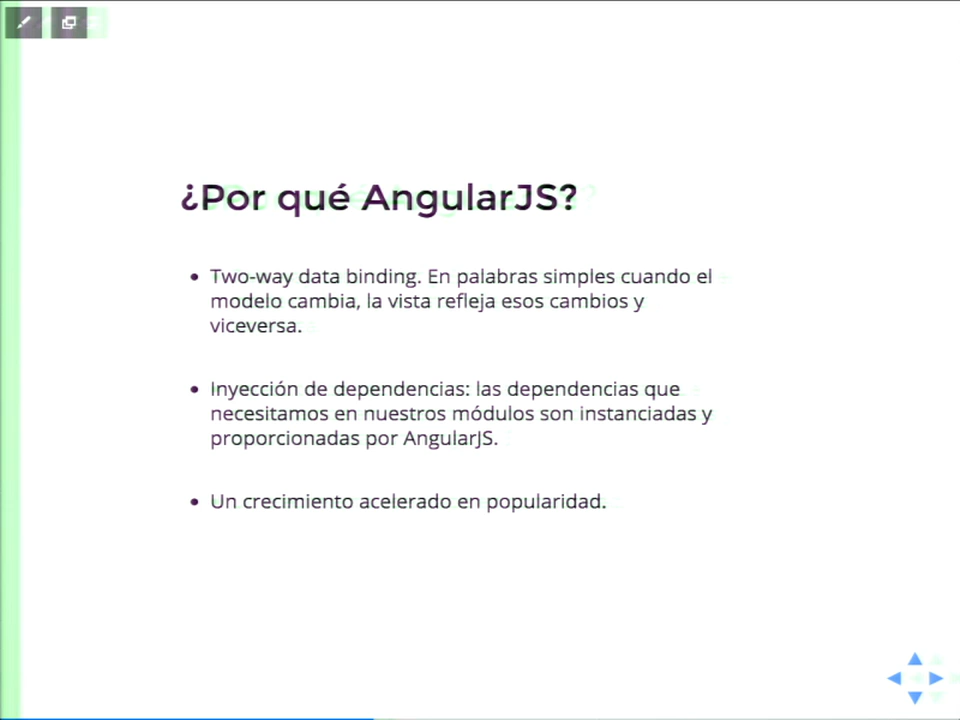 ¿Por qué AngularJS?
• Two-way data binding. En palabras simples cuando el
modelo cambia, la vista refleja esos cambios y
viceversa.
• Inyección de dependencias: las dependencias que
necesitamos en nuestros módulos son instanciadas y
proporcionadas por AngularJS.
• Un crecimiento acelerado en popularidad.